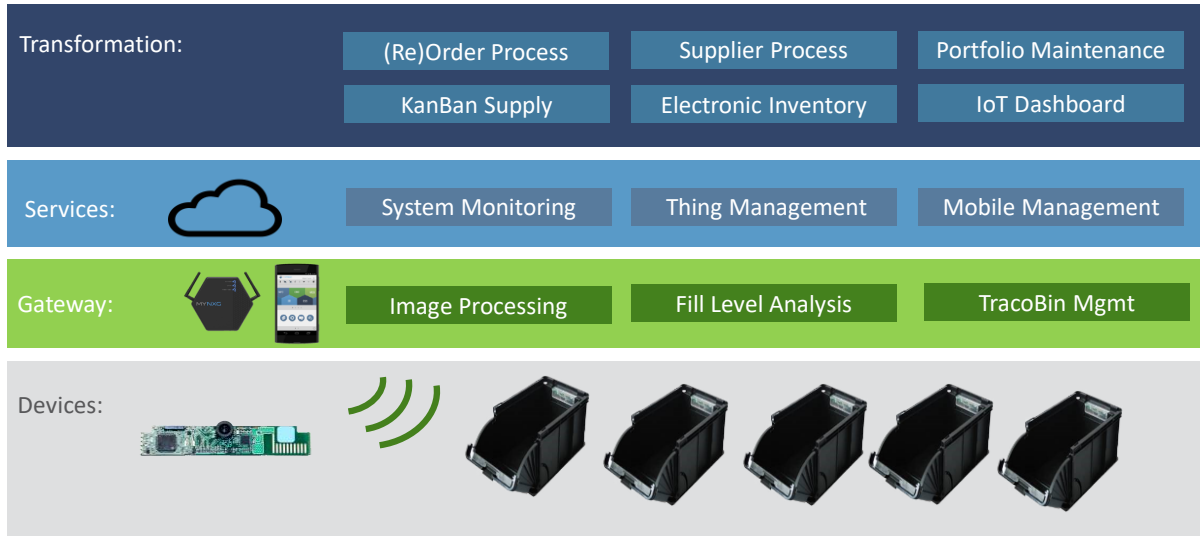 Transformation:
(Re)Order Process
Supplier Process
Portfolio Maintenance
KanBan Supply
Electronic Inventory
IoT Dashboard
Services:
System Monitoring
Thing Management
Mobile Management
Gateway:
MYNXG
Image Processing
Fill Level Analysis
TracoBin Mgmt
Devices: